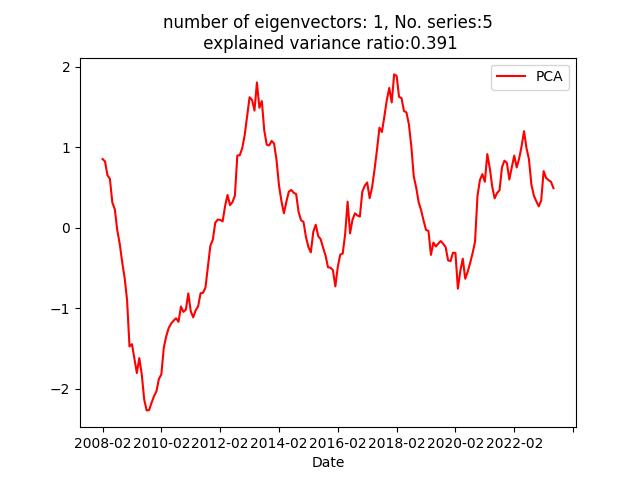 number of eigenvectors: 1, No. series:5
explained variance ratio:0.391
PCA
2
1
0
−1
−2
2008-02 2010-02 2012-02 2014-02 2016-02 2018-02 2020-02 2022-02
Date